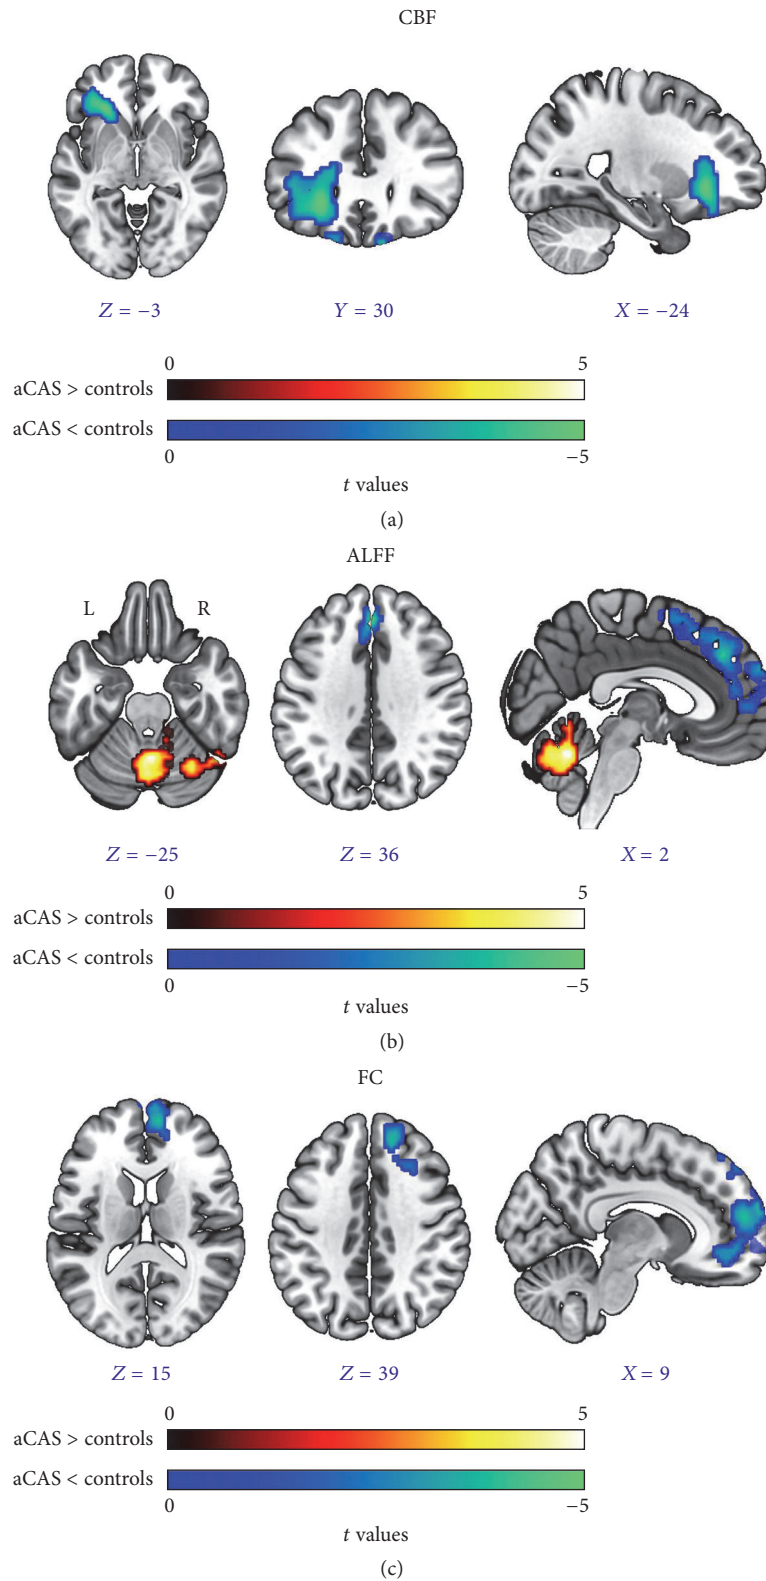 CBF
Z = −3 Y = 30 X = −24
0 5
aCAS > controls
aCAS < controls
0 −5
t values
(a)
ALFF
L R
Z = −25 Z = 36 X = 2
0 5
aCAS > controls
aCAS < controls
0 −5
t values
(b)
FC
Z = 15 Z = 39 X = 9
0 5
aCAS > controls
aCAS < controls
0 −5
t values
(c)